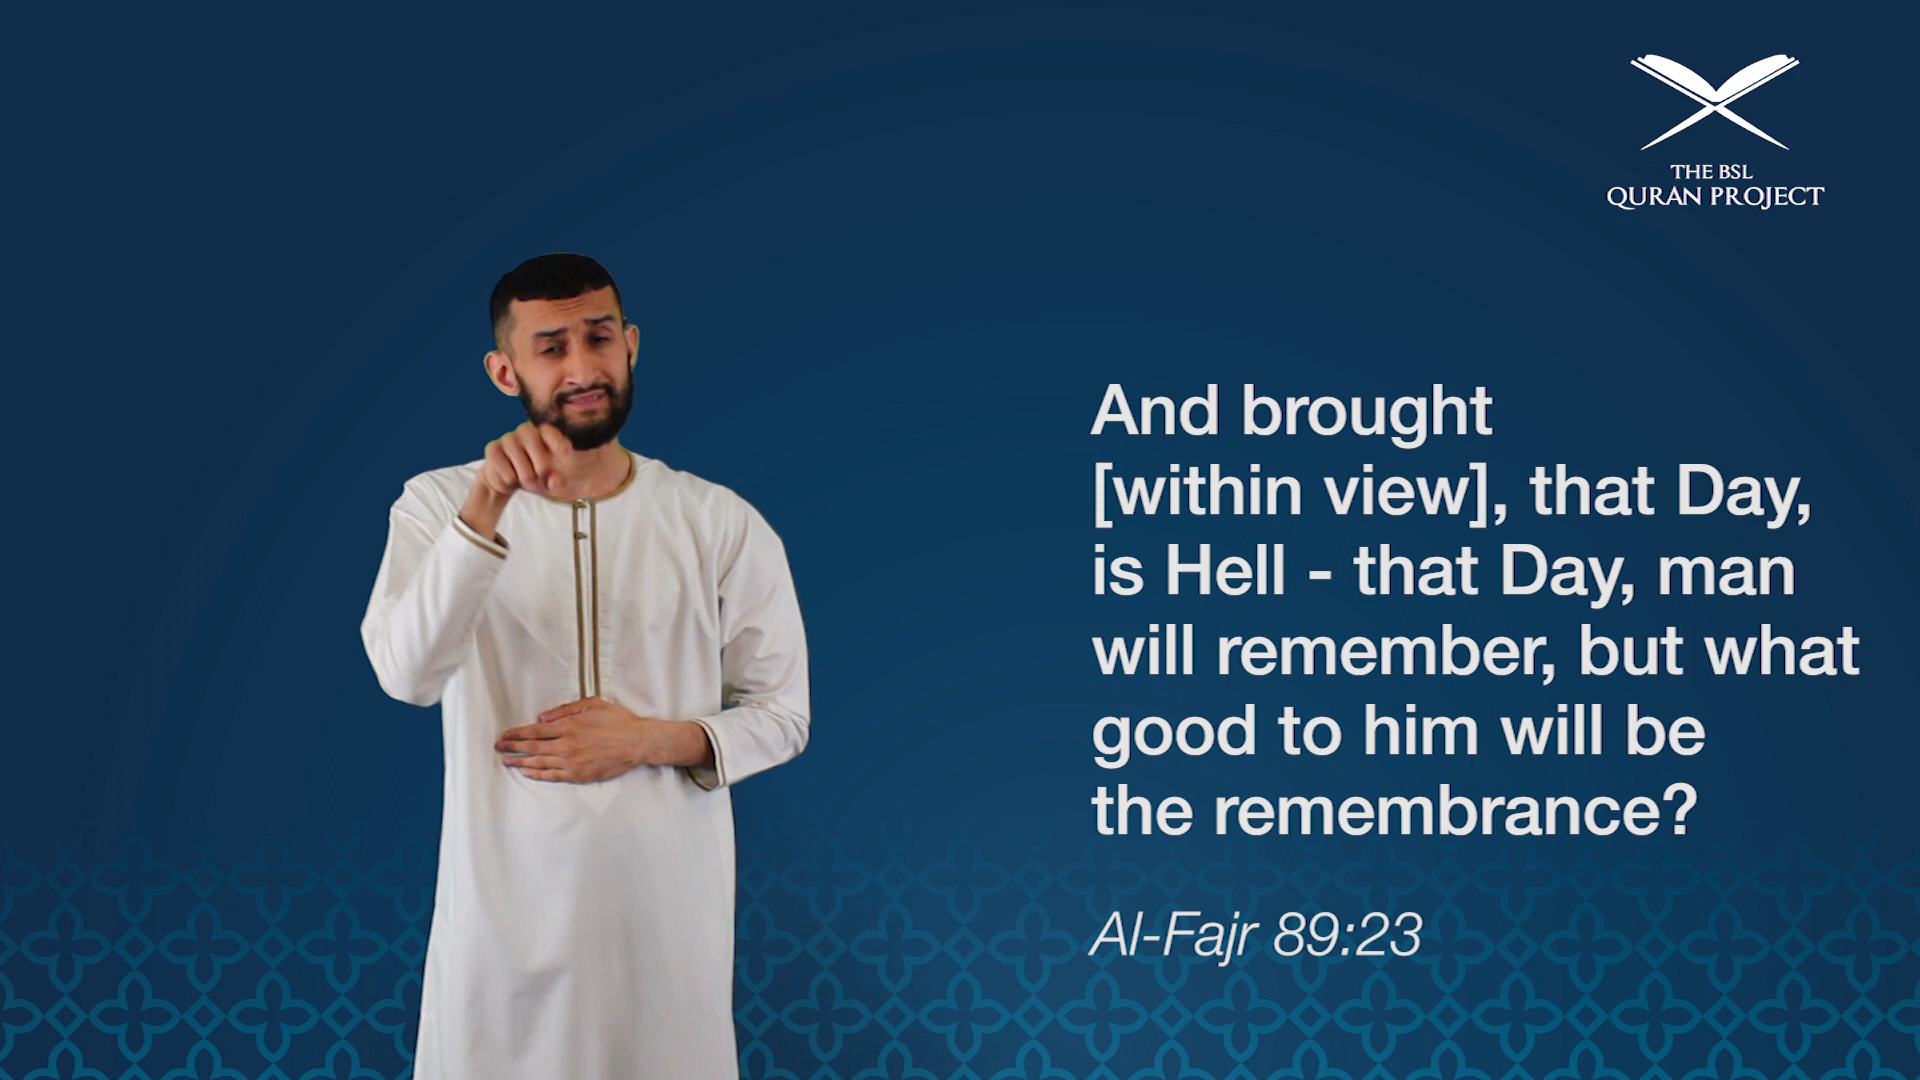 THE BSL
QURAN PROJECT
And brought
[within view], that Day,
is Hell - that Day, man
will remember, but what
good to him will be
the remembrance?
Al-Fajr 89:23